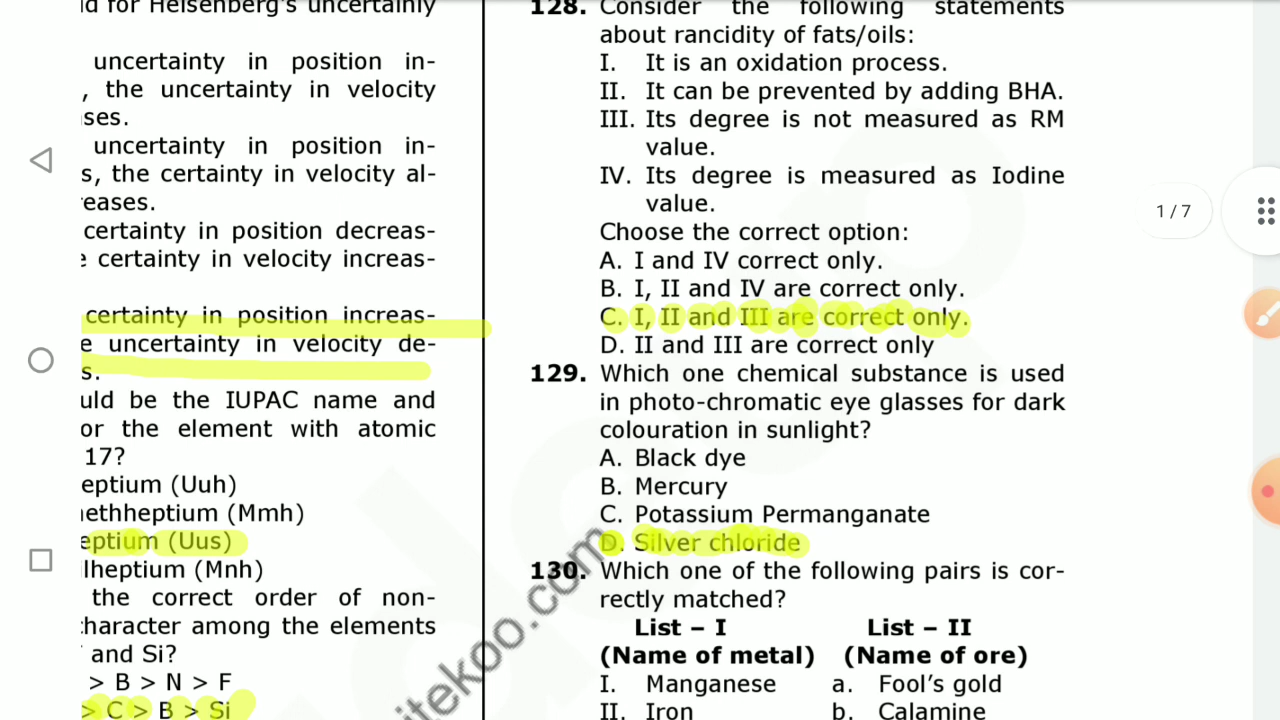 ld for Heisenberg's uncertainly
uncertainty in position in-
, the uncertainty in velocity
ses.
uncertainty in position in-
s, the certainty in velocity al-
reases.
certainty in position decreas-
e certainty in velocity increas-
certainty in position increas-
e uncertainty in velocity de-
s.
uld be the IUPAC name and
or the element with atomic
17?
eptium (Uuh)
nethheptium (Mmh)
eptium (Uus)
lheptium (Mnh)
the correct order of non-
character among the elements
and Si?
> B > N > F
> C > B > Si
128. Consider the following statements
about rancidity of fats/oils:
I. It is an oxidation process.
II. It can be prevented by adding BHA.
III. Its degree is not measured as RM
value.
IV. Its degree is measured as Iodine
value.
Choose the correct option:
A. I and IV correct only.
B. I, II and IV are correct only.
C. I, II and III are correct only.
D. II and III are correct only
129. Which one chemical substance is used
in photo-chromatic eye glasses for dark
colouration in sunlight?
A. Black dye
B. Mercury
C. Potassium Permanganate
D. Silver chloride
130. Which one of the following pairs is cor-
rectly matched?
List – I List – II
(Name of metal) (Name of ore)
I. Manganese a. Fool's gold
II. Iron b. Calamine
itekoo.com
1 / 7